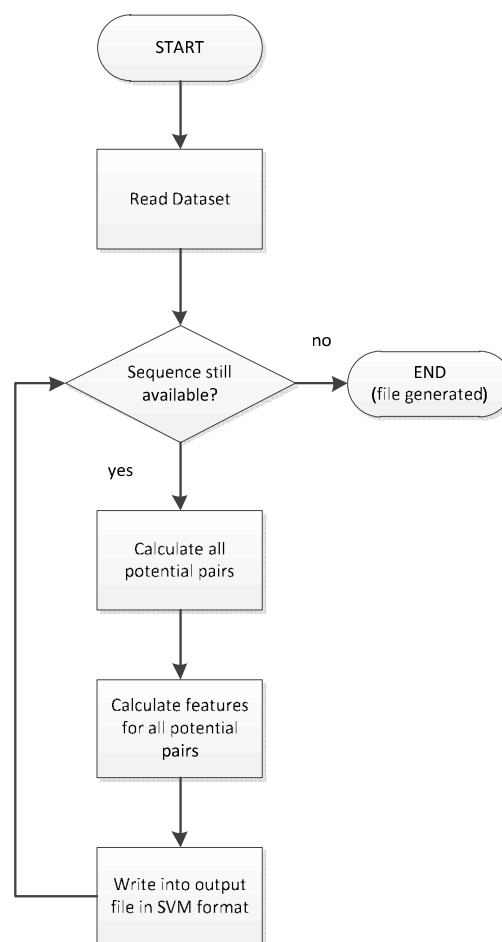 START
Read Dataset
Sequence still
available?
no
END
(file generated)
yes
Calculate all
potential pairs
Calculate features
for all potential
pairs
Write into output
file in SVM format